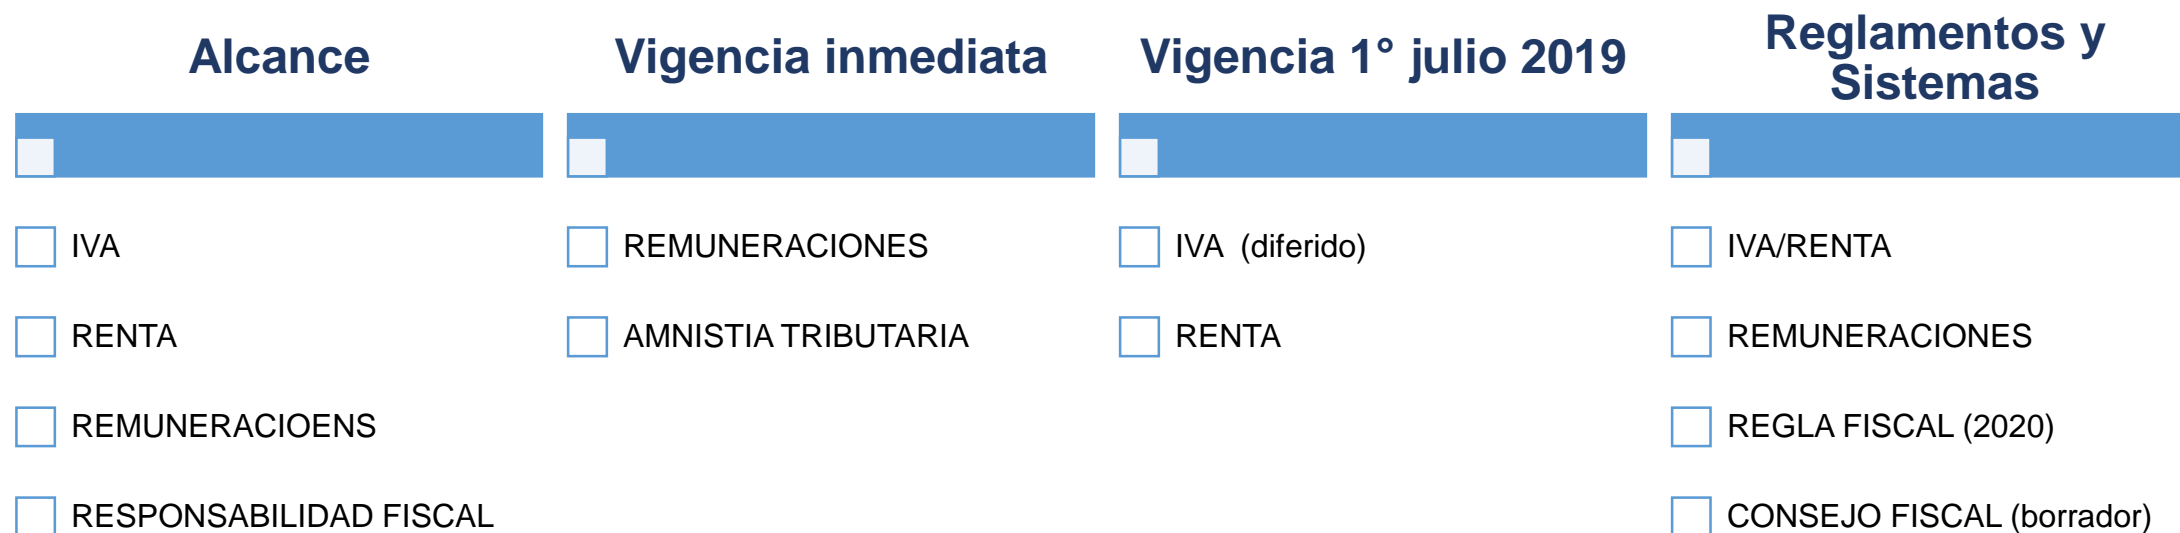 Alcance
IVA
RENTA
REMUNERACIOENS
RESPONSABILIDAD FISCAL
Vigencia inmediata
REMUNERACIONES
AMNISTIA TRIBUTARIA
Vigencia 1° julio 2019
IVA (diferido)
RENTA
Reglamentos y
Sistemas
IVA/RENTA
REMUNERACIONES
REGLA FISCAL (2020)
CONSEJO FISCAL (borrador)